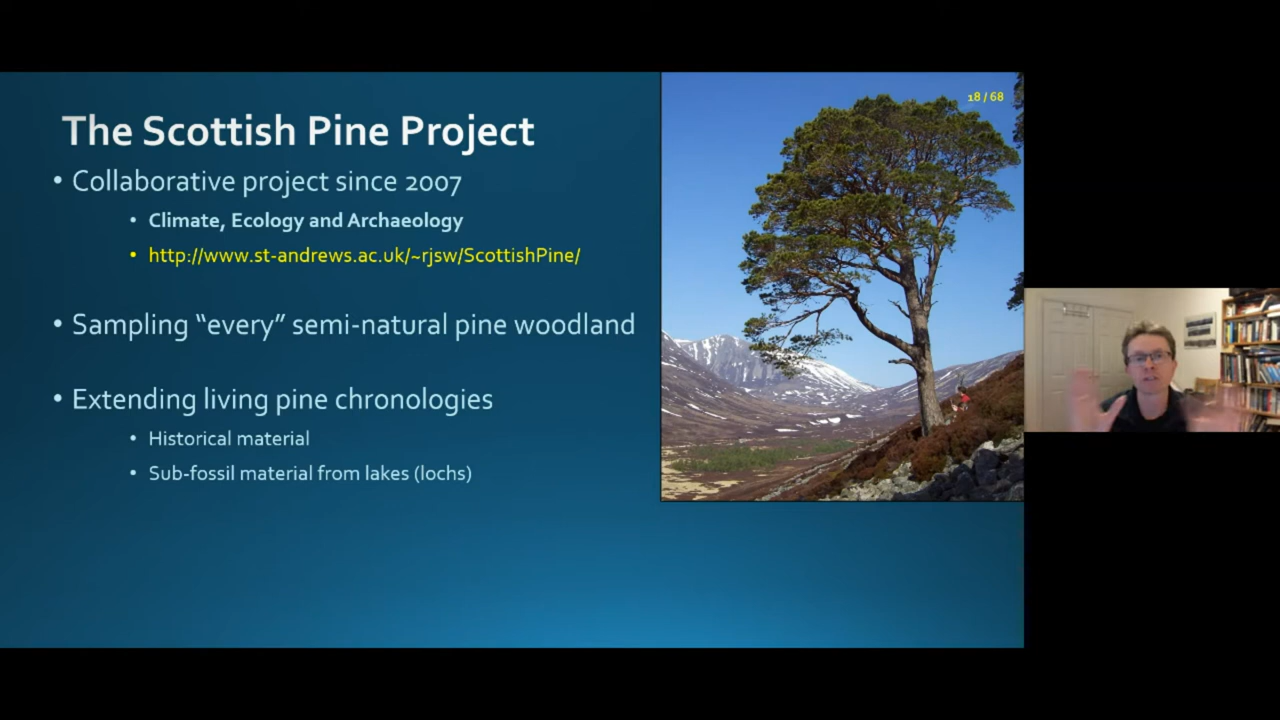 The Scottish Pine Project
• Collaborative project since 2007
• Climate, Ecology and Archaeology
• http://www.st-andrews.ac.uk/~rjsw/ScottishPine/
• Sampling “every” semi-natural pine woodland
• Extending living pine chronologies
• Historical material
• Sub-fossil material from lakes (lochs)
18 / 68